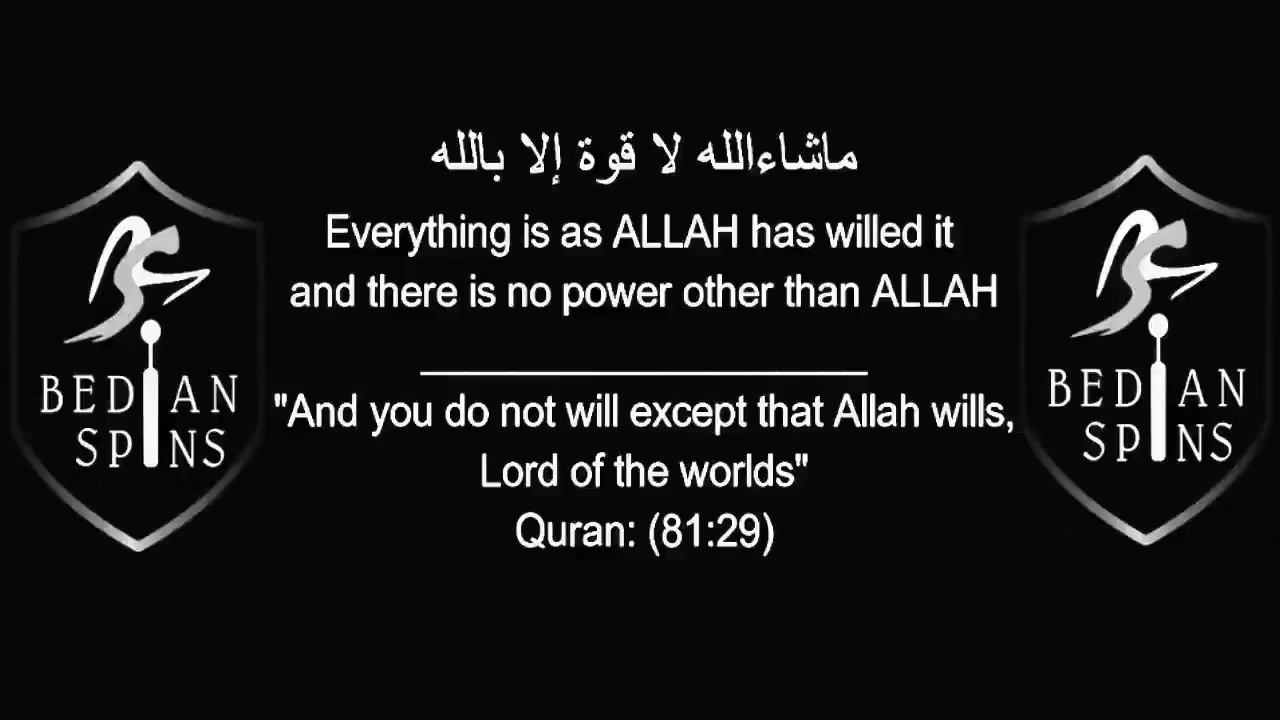 ماشاءالله لا قوة إلا بالله
Everything is as ALLAH has willed it
and there is no power other than ALLAH
"And you do not will except that Allah wills,
Lord of the worlds"
Quran: (81:29)
BEDIAN
SPINS
BEDIAN
SPINS